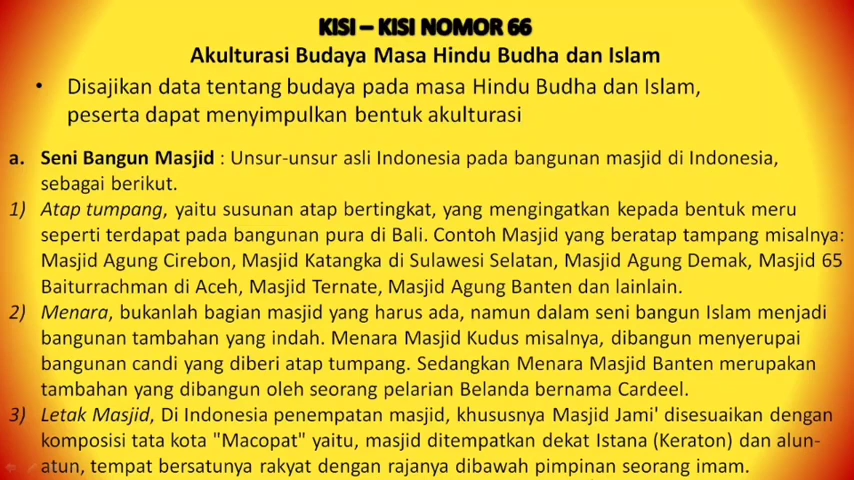 KISI – KISI NOMOR 66
Akulturasi Budaya Masa Hindu Budha dan Islam
• Disajikan data tentang budaya pada masa Hindu Budha dan Islam,
peserta dapat menyimpulkan bentuk akulturasi
a. Seni Bangun Masjid : Unsur-unsur asli Indonesia pada bangunan masjid di Indonesia,
sebagai berikut.
1) Atap tumpang, yaitu susunan atap bertingkat, yang mengingatkan kepada bentuk meru
seperti terdapat pada bangunan pura di Bali. Contoh Masjid yang beratap tampang misalnya:
Masjid Agung Cirebon, Masjid Katangka di Sulawesi Selatan, Masjid Agung Demak, Masjid 65
Baiturrachman di Aceh, Masjid Ternate, Masjid Agung Banten dan lainlain.
2) Menara, bukanlah bagian masjid yang harus ada, namun dalam seni bangun Islam menjadi
bangunan tambahan yang indah. Menara Masjid Kudus misalnya, dibangun menyerupai
bangunan candi yang diberi atap tumpang. Sedangkan Menara Masjid Banten merupakan
tambahan yang dibangun oleh seorang pelarian Belanda bernama Cardeel.
3) Letak Masjid, Di Indonesia penempatan masjid, khususnya Masjid Jami' disesuaikan dengan
komposisi tata kota "Macopat" yaitu, masjid ditempatkan dekat Istana (Keraton) dan alun-
atun, tempat bersatunya rakyat dengan rajanya dibawah pimpinan seorang imam.